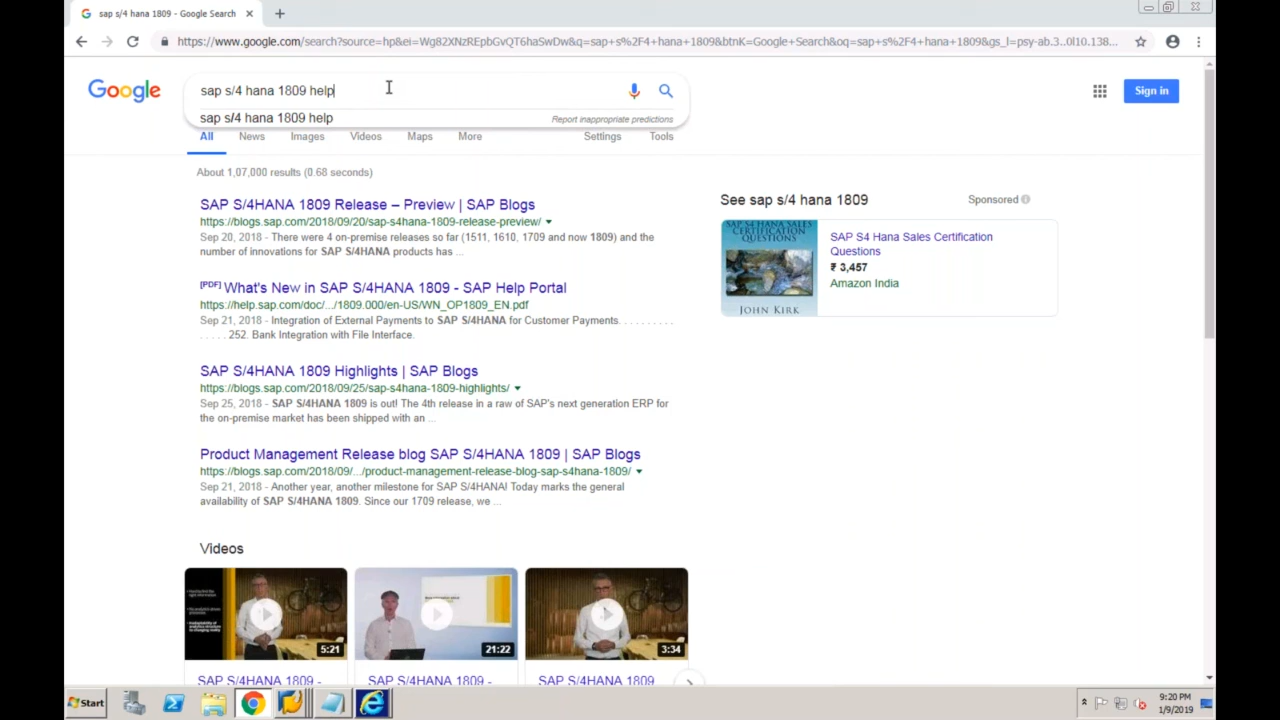 sap s/4 hana 1809 - Google Search
https://www.google.com/search?source=hp&ei=Wg82XNzREpbGvQT6haSwDw&q=sap+s%2F4+hana+1809&btnK=Google+Search&oq=sap+s%2F4+hana+1809&gs_l=psy-ab.3..0l10.1138...
Google
sap s/4 hana 1809 help
Sign in
sap s/4 hana 1809 help
Report inappropriate predictions
All News Images Videos Maps More Settings Tools
About 1,07,000 results (0.68 seconds)
SAP S/4HANA 1809 Release – Preview | SAP Blogs
https://blogs.sap.com/2018/09/20/sap-s4hana-1809-release-preview/
Sep 20, 2018 - There were 4 on-premise releases so far (1511, 1610, 1709 and now 1809) and the
number of innovations for SAP S/4HANA products has ...
[PDF] What's New in SAP S/4HANA 1809 - SAP Help Portal
https://help.sap.com/doc/.../1809.000/en-US/WN_OP1809_EN.pdf
Sep 21, 2018 - Integration of External Payments to SAP S/4HANA for Customer Payments. . . . . . . . . .
. . . . . 252. Bank Integration with File Interface.
SAP S/4HANA 1809 Highlights | SAP Blogs
https://blogs.sap.com/2018/09/25/sap-s4hana-1809-highlights/
Sep 25, 2018 - SAP S/4HANA 1809 is out! The 4th release in a raw of SAP's next generation ERP for
the on-premise market has been shipped with an ...
Product Management Release blog SAP S/4HANA 1809 | SAP Blogs
https://blogs.sap.com/2018/09/.../product-management-release-blog-sap-s4hana-1809/
Sep 21, 2018 - Another year, another milestone for SAP S/4HANA! Today marks the general
availability of SAP S/4HANA 1809. Since our 1709 release, we ...
See sap s/4 hana 1809
Sponsored
SAP S4 HANA SALES
CERTIFICATION
QUESTIONS
JOHN KIRK
SAP S4 Hana Sales Certification
Questions
₹ 3,457
Amazon India
Videos
5:21
21:22
3:34
SAP S/4HANA 1809 -
SAP S/4HANA 1809 -
SAP S/4HANA 1809
Start
9:20 PM
1/9/2019